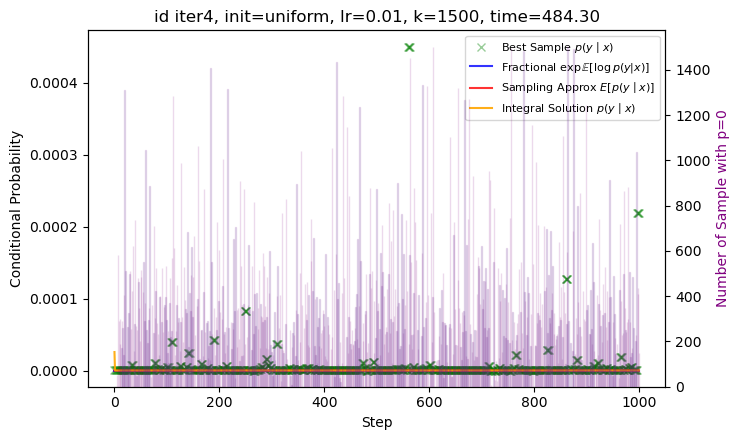 id iter4, init=uniform, lr=0.01, k=1500, time=484.30
Best Sample p(y | x)
Fractional exp𝔼[log p(y|x)]
Sampling Approx E[p(y | x)]
Integral Solution p(y | x)
Conditional Probability
0.0004
0.0003
0.0002
0.0001
0.0000
0
200
400
600
800
1000
Step
1400
1200
1000
800
600
400
200
0
Number of Sample with p=0